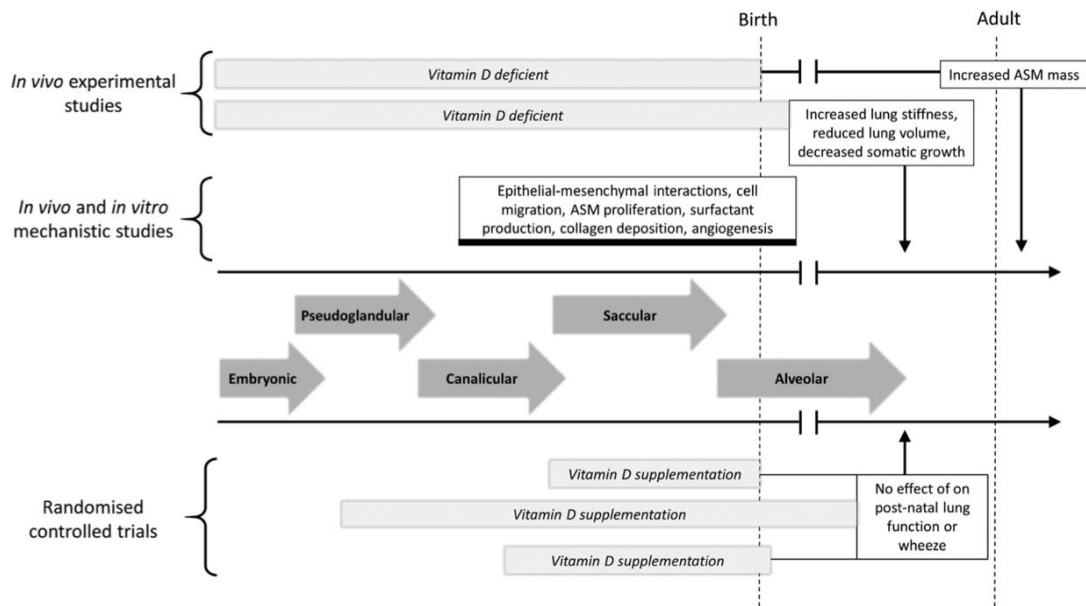 Birth
Adult
In vivo experimental
studies
Vitamin D deficient
Increased ASM mass
Vitamin D deficient
Increased lung stiffness,
reduced lung volume,
decreased somatic growth
In vivo and in vitro
mechanistic studies
Epithelial-mesenchymal interactions, cell
migration, ASM proliferation, surfactant
production, collagen deposition, angiogenesis
Pseudoglandular
Saccular
Embryonic
Canalicular
Alveolar
Randomised
controlled trials
Vitamin D supplementation
Vitamin D supplementation
Vitamin D supplementation
No effect of on
post-natal lung
function or
wheeze